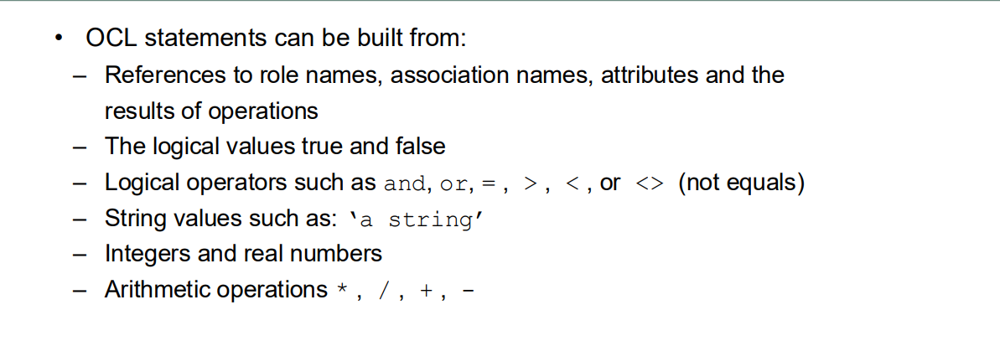 • OCL statements can be built from:
– References to role names, association names, attributes and the
results of operations
– The logical values true and false
– Logical operators such as and, or, = , > , < , or <> (not equals)
– String values such as: ‛a string’
– Integers and real numbers
– Arithmetic operations * , / , + , -